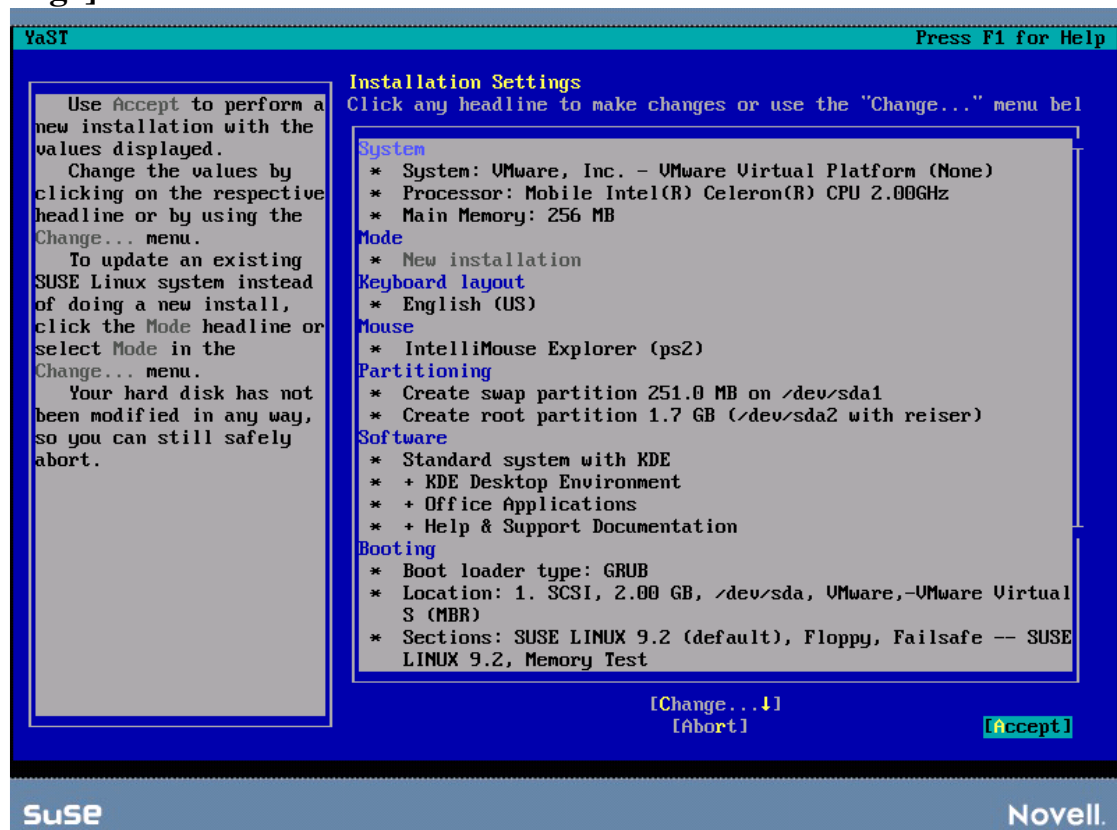 YaST
Press F1 for Help
Use Accept to perform a
new installation with the
values displayed.
Change the values by
clicking on the respective
headline or by using the
Change... menu.
To update an existing
SUSE Linux system instead
of doing a new install,
click the Mode headline or
select Mode in the
Change... menu.
Your hard disk has not
been modified in any way,
so you can still safely
abort.
Installation Settings
Click any headline to make changes or use the "Change..." menu bel
System
* System: VMware, Inc. - VMware Virtual Platform (None)
* Processor: Mobile Intel(R) Celeron(R) CPU 2.00GHz
* Main Memory: 256 MB
Mode
* New installation
Keyboard layout
* English (US)
Mouse
* IntelliMouse Explorer (ps2)
Partitioning
* Create swap partition 251.0 MB on /dev/sda1
* Create root partition 1.7 GB (/dev/sda2 with reiser)
Software
* Standard system with KDE
* + KDE Desktop Environment
* + Office Applications
* + Help & Support Documentation
Booting
* Boot loader type: GRUB
* Location: 1. SCSI, 2.00 GB, /dev/sda, VMware,-VMware Virtual
S (MBR)
* Sections: SUSE LINUX 9.2 (default), Floppy, Failsafe -- SUSE
LINUX 9.2, Memory Test
[Change...↓]
[Abort]
[Accept]
SUSE
Novell.